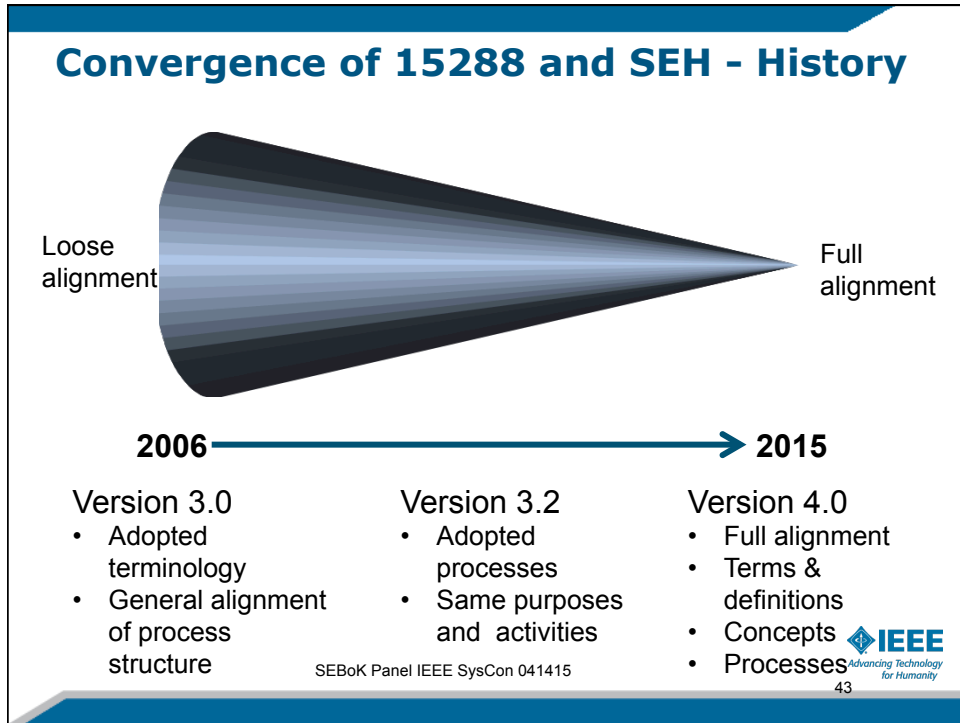 Convergence of 15288 and SEH - History
Loose
alignment
Full
alignment
2006
2015
Version 3.0
• Adopted
terminology
• General alignment
of process
structure
Version 3.2
• Adopted
processes
• Same purposes
and activities
Version 4.0
• Full alignment
• Terms &
definitions
• Concepts
• Processes
SEBoK Panel IEEE SysCon 041415
IEEE
Advancing Technology
for Humanity
43